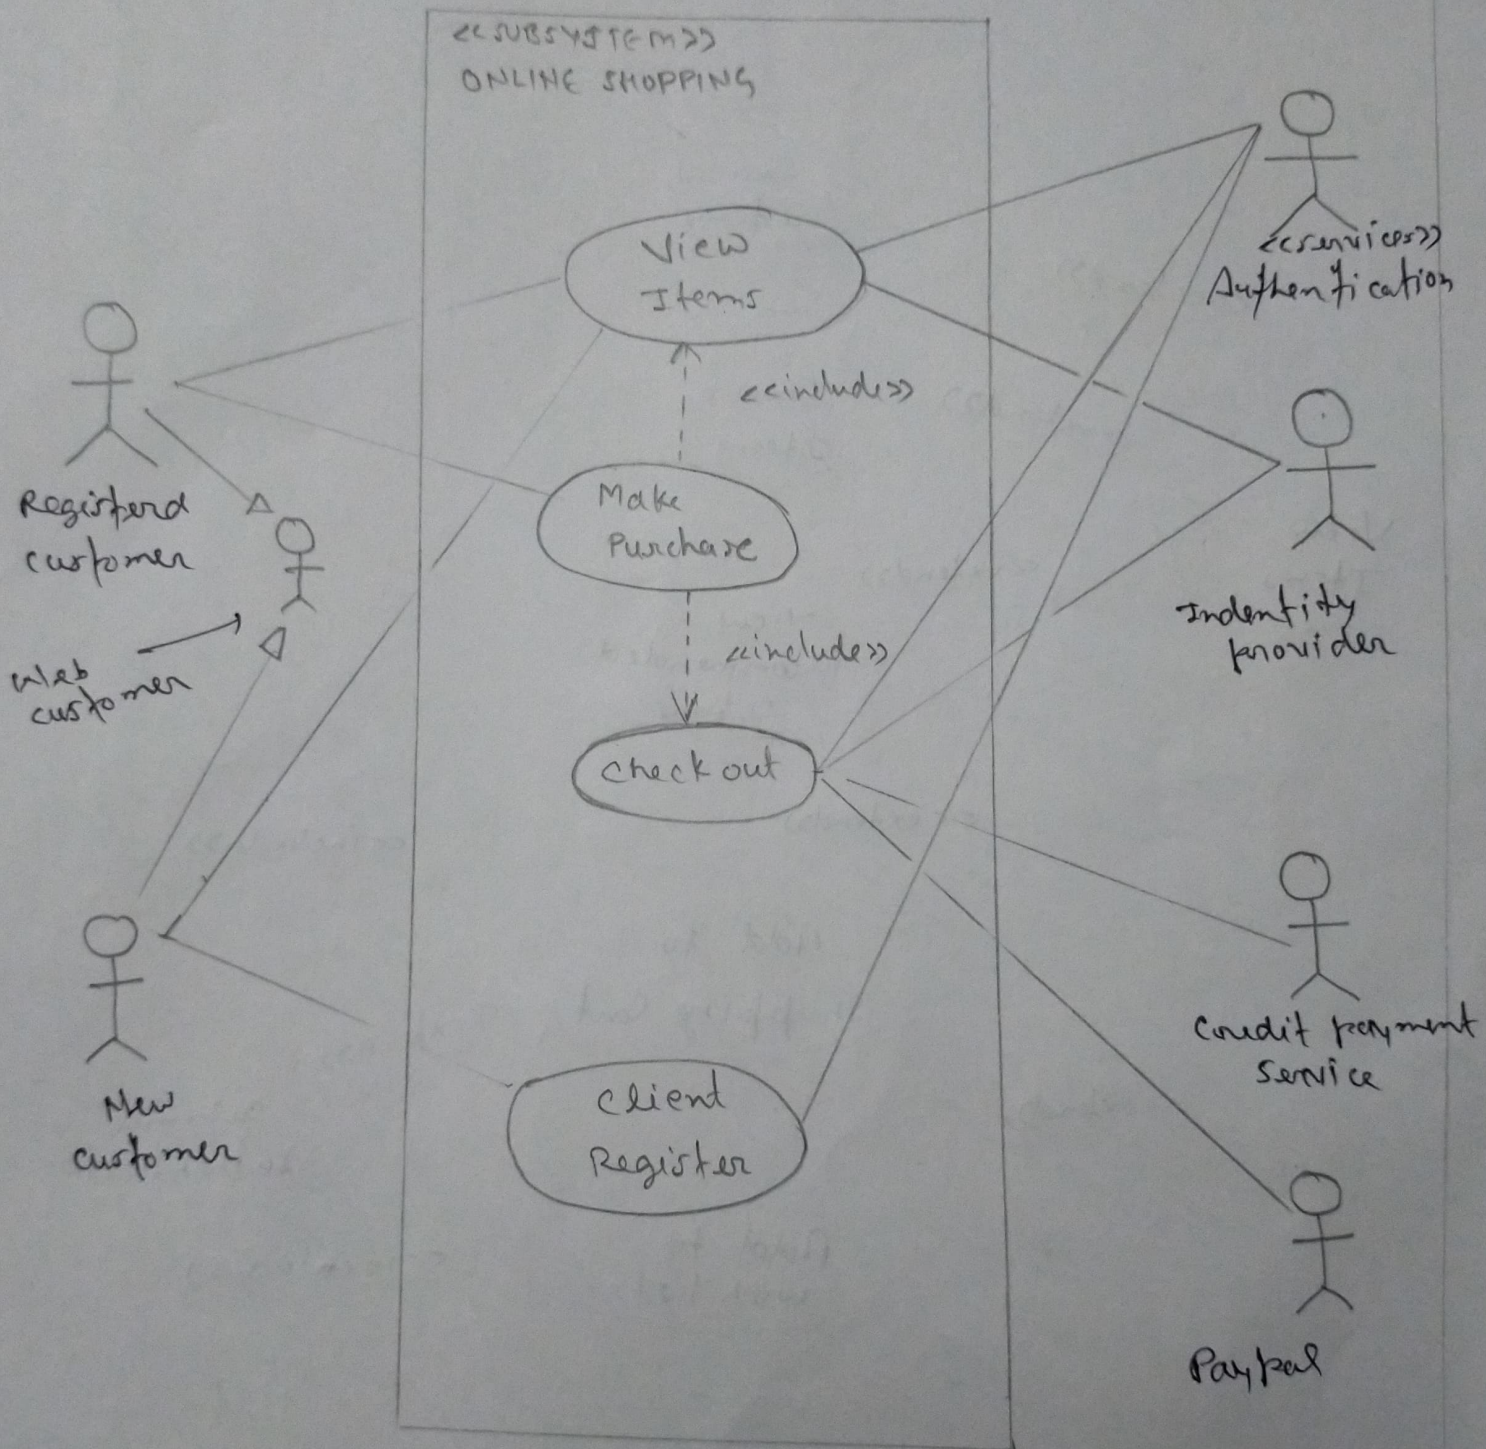 <<SUBSYSTEM>>
ONLINE SHOPPING
View
Items
<<include>>
Make
Purchase
<<include>>
Check out
Client
Register
Registerd
customer
Web
customer
New
customer
<<services>>
Authentication
Indentity
provider
Credit payment
service
Paypal